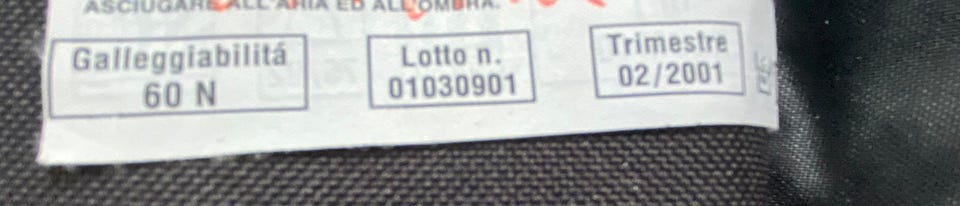 ASCIUGARE ALL'ARIA ED ALL'OMBRA.
Galleggiabilitá
60 N
Lotto n.
01030901
Trimestre
02/2001